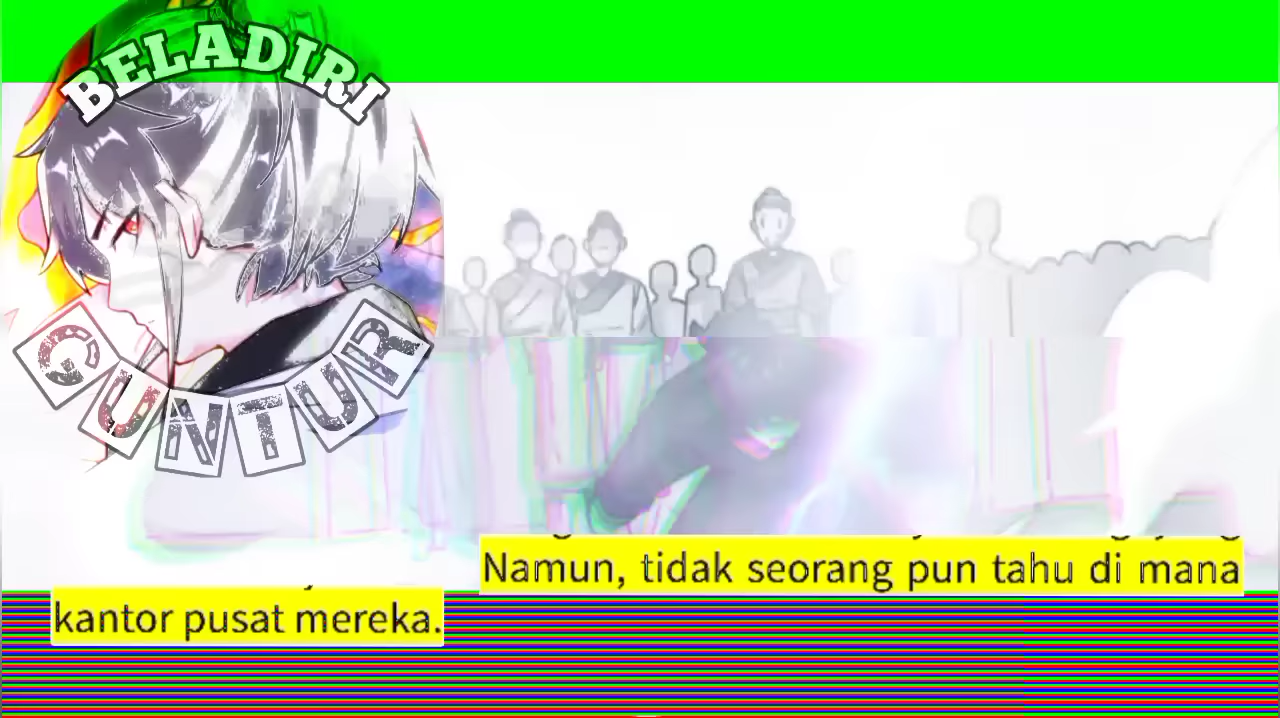 BELADIRI
GUNTUR
Namun, tidak seorang pun tahu di mana
kantor pusat mereka.